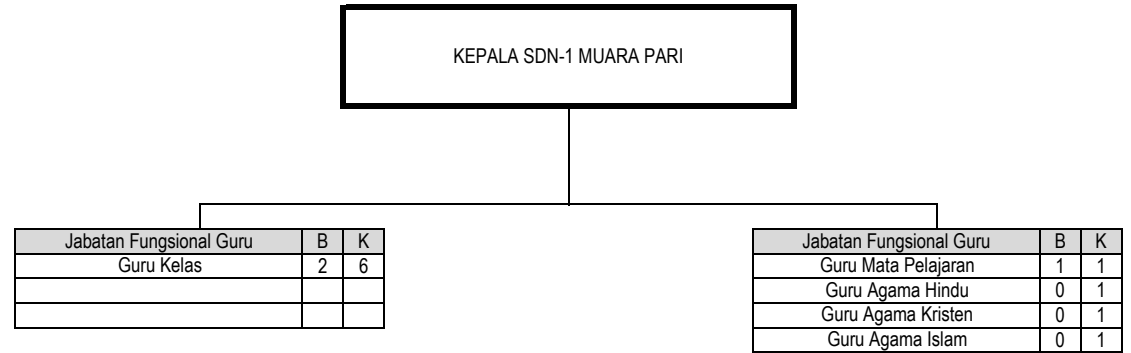 KEPALA SDN-1 MUARA PARI
Jabatan Fungsional Guru B K
Guru Kelas 2 6
Jabatan Fungsional Guru B K
Guru Mata Pelajaran 1 1
Guru Agama Hindu 0 1
Guru Agama Kristen 0 1
Guru Agama Islam 0 1